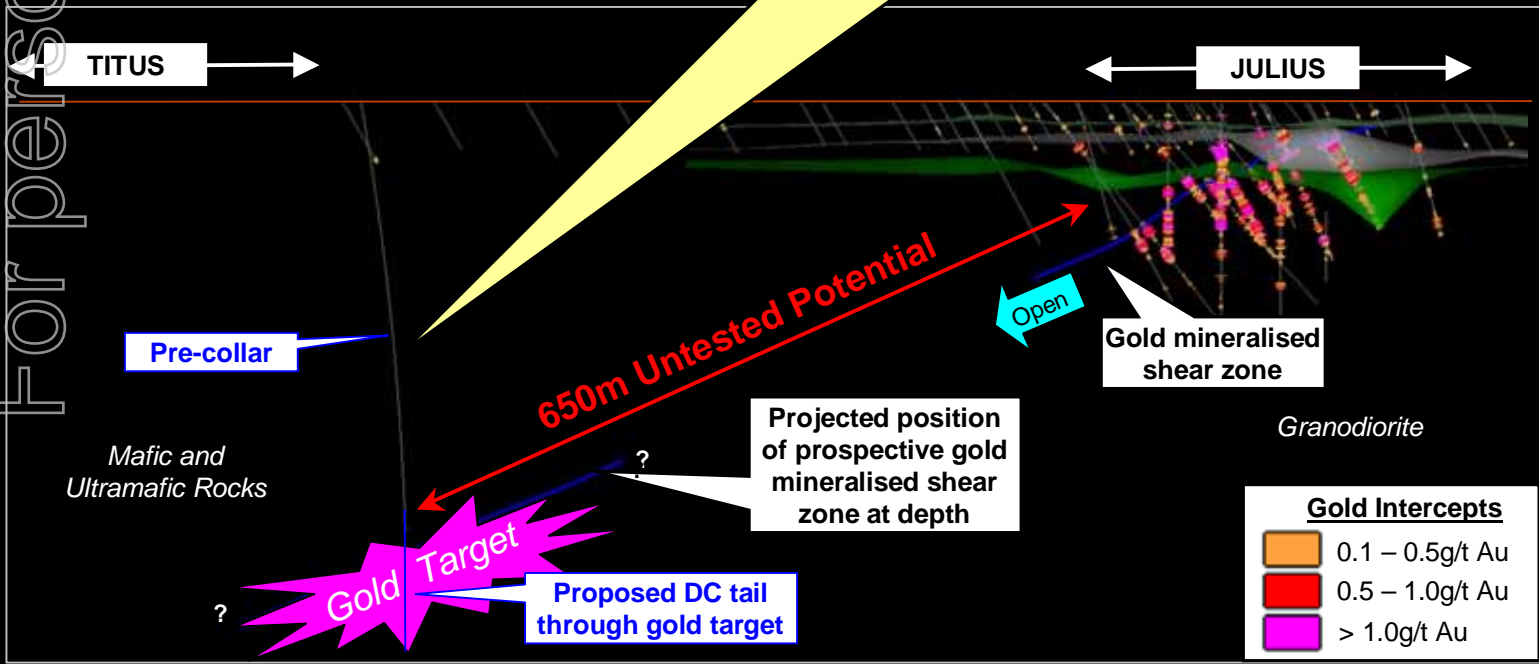 For perso
TITUS
JULIUS
Open
650m Untested Potential
Pre-collar
Gold mineralised
shear zone
Projected position
of prospective gold
mineralised shear
zone at depth
?
Granodiorite
Mafic and
Ultramafic Rocks
Gold Target
?
Proposed DC tail
through gold target
Gold Intercepts
0.1 – 0.5g/t Au
0.5 – 1.0g/t Au
> 1.0g/t Au